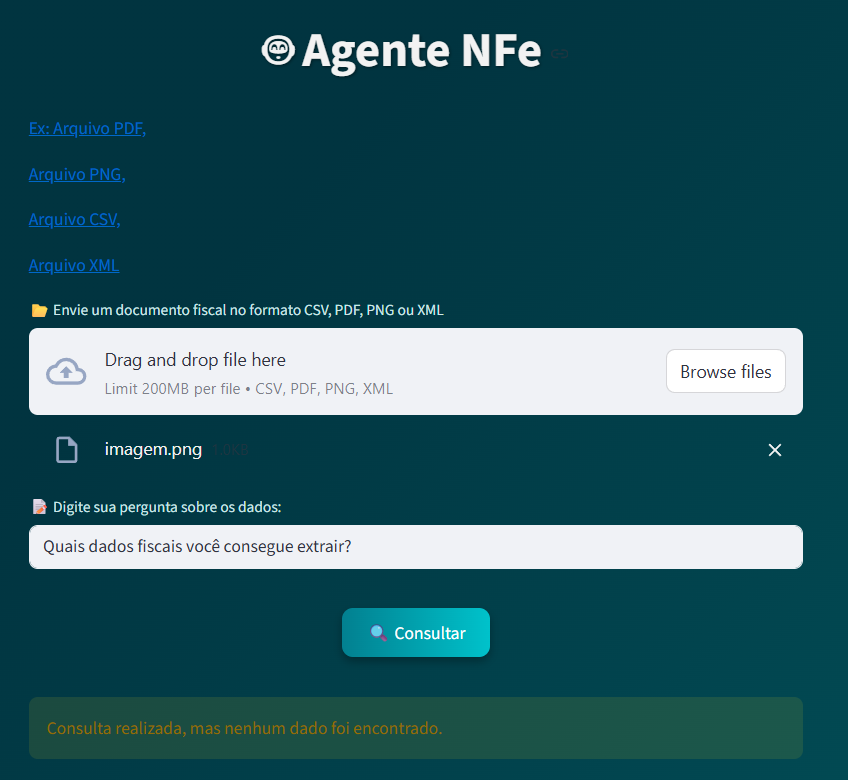 Agente NFe
Ex: Arquivo PDF,
Arquivo PNG,
Arquivo CSV,
Arquivo XML
Envie um documento fiscal no formato CSV, PDF, PNG ou XML
Drag and drop file here
Limit 200MB per file • CSV, PDF, PNG, XML
Browse files
imagem.png 1.0KB
Digite sua pergunta sobre os dados:
Quais dados fiscais você consegue extrair?
Consultar
Consulta realizada, mas nenhum dado foi encontrado.